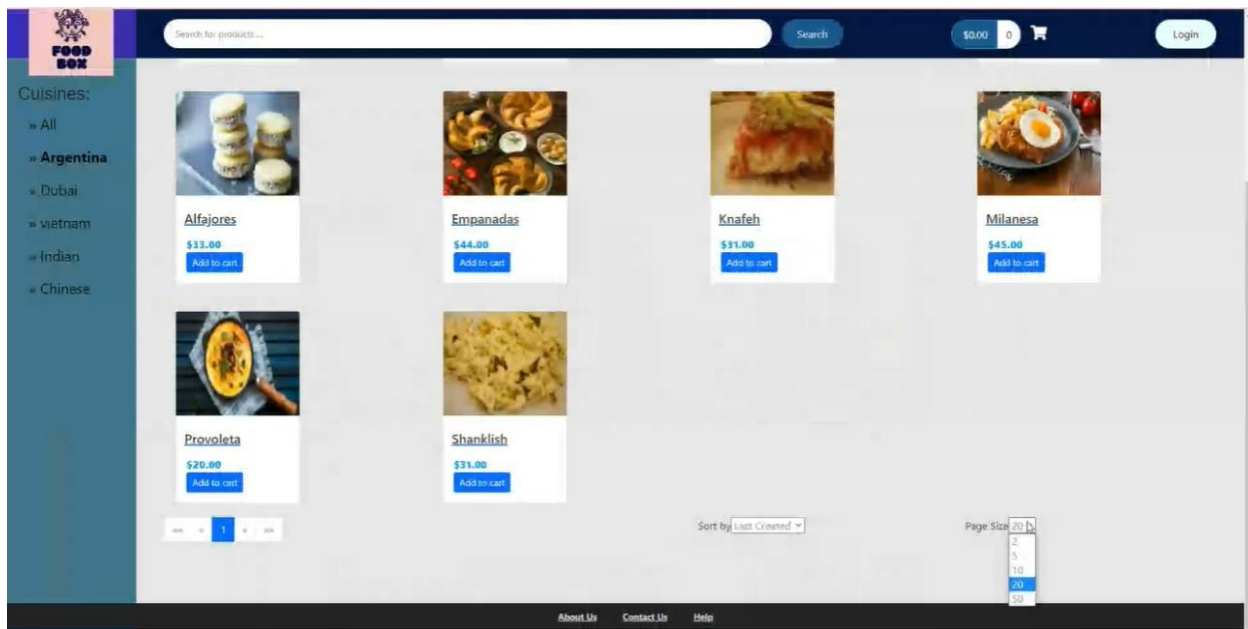 FOOD
BOX
Search for products ...
Search
$0.00 0
Login
Cuisines:
» All
» Argentina
» Dubai
» vietnam
» Indian
» Chinese
Alfajores
$33.00
Add to cart
Empanadas
$44.00
Add to cart
Knafeh
$31.00
Add to cart
Milanesa
$45.00
Add to cart
Provoleta
$20.00
Add to cart
Shanklish
$31.00
Add to cart
«« « 1 » »»
Sort by Last Created
Page Size 20
2
5
10
20
50
About Us Contact Us Help